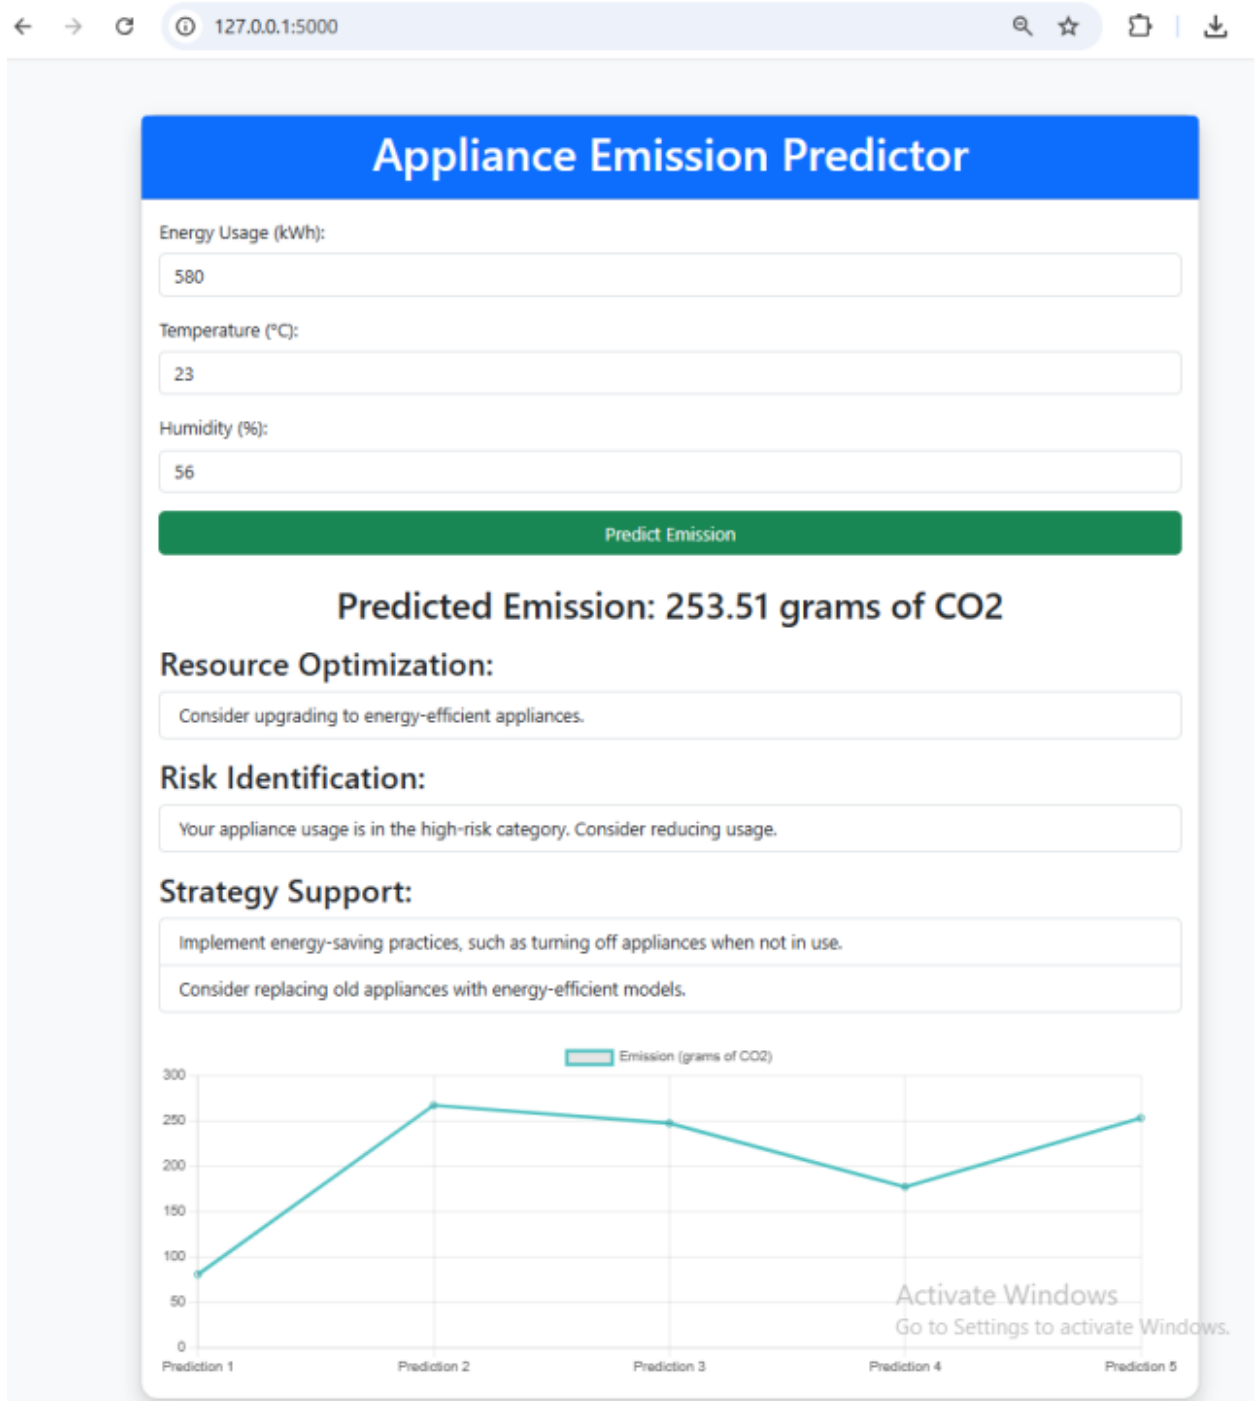 127.0.0.1:5000
Appliance Emission Predictor
Energy Usage (kWh):
580
Temperature (°C):
23
Humidity (%):
56
Predict Emission
Predicted Emission: 253.51 grams of CO2
Resource Optimization:
Consider upgrading to energy-efficient appliances.
Risk Identification:
Your appliance usage is in the high-risk category. Consider reducing usage.
Strategy Support:
Implement energy-saving practices, such as turning off appliances when not in use.
Consider replacing old appliances with energy-efficient models.
Emission (grams of CO2)
300
250
200
150
100
50
0
Prediction 1 Prediction 2 Prediction 3 Prediction 4 Prediction 5
Activate Windows
Go to Settings to activate Windows.